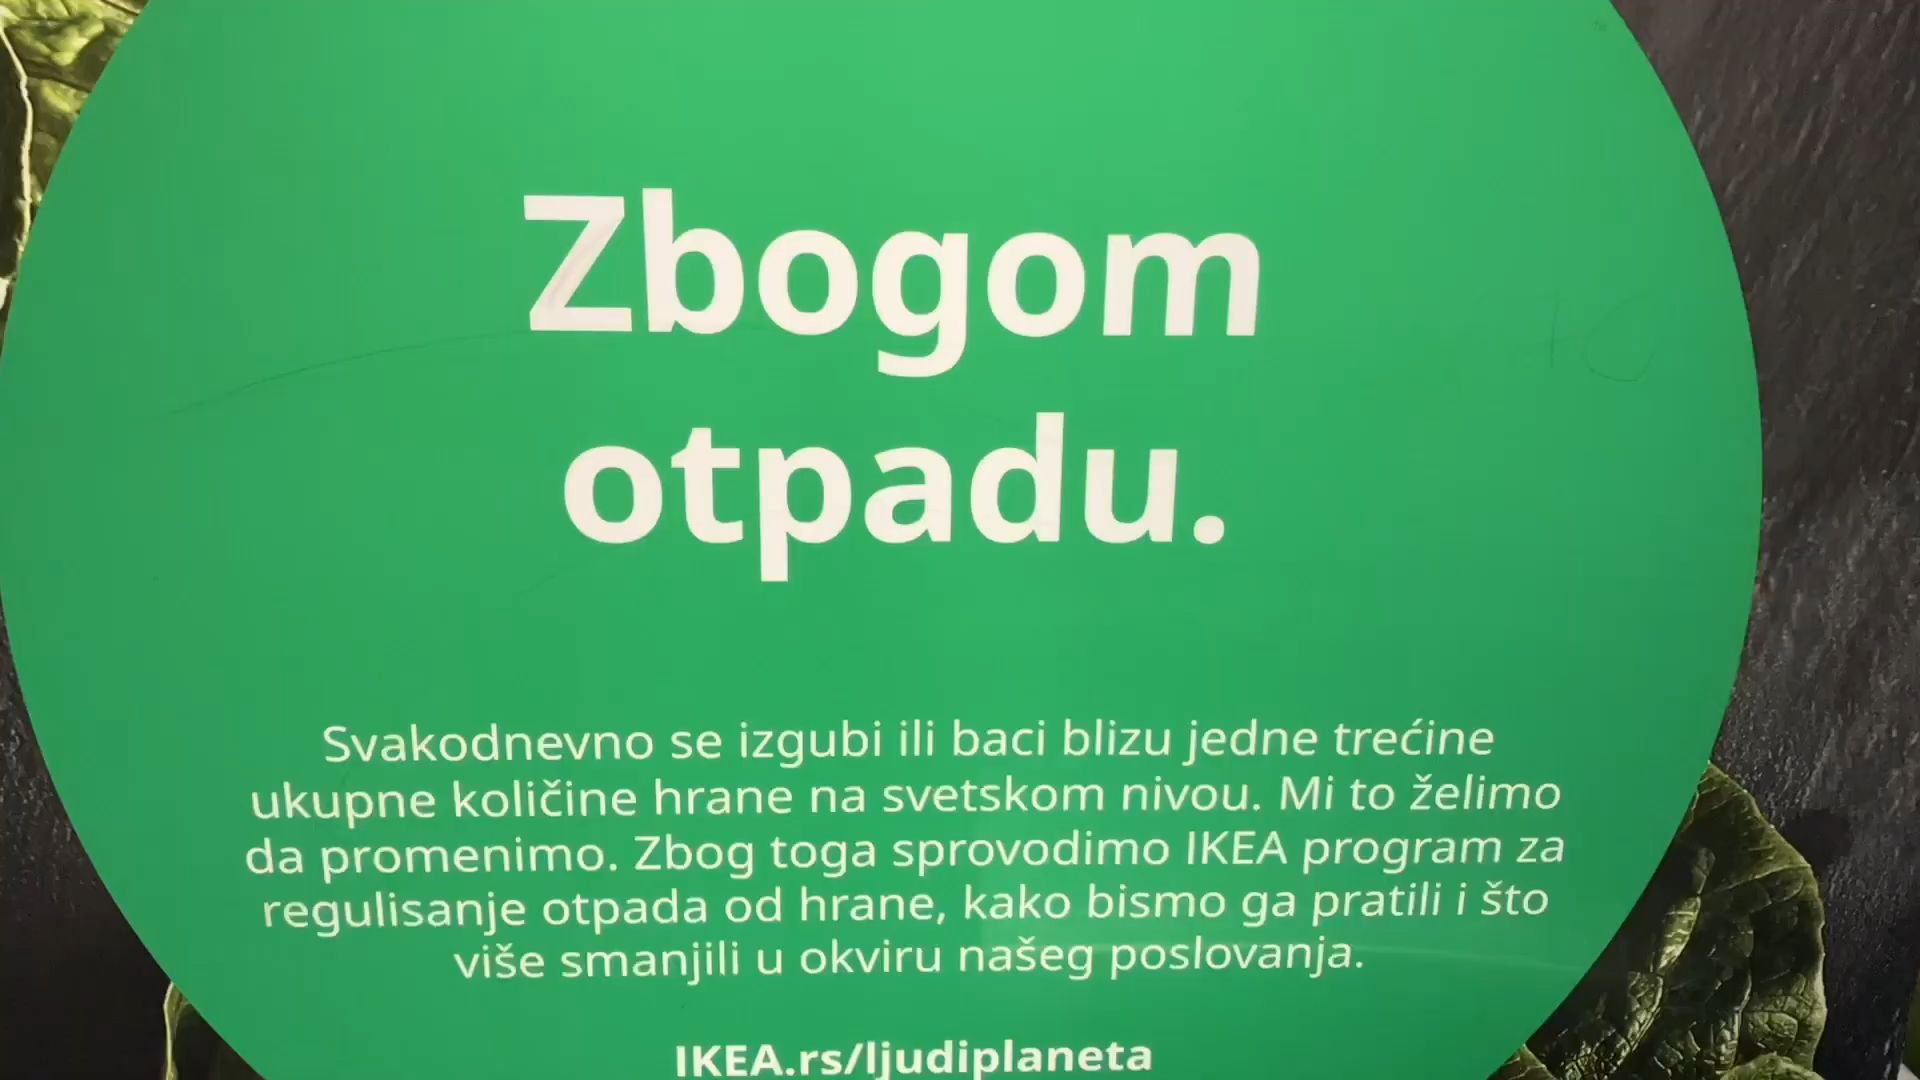 Zbogom
otpadu.
Svakodnevno se izgubi ili baci blizu jedne trećine
ukupne količine hrane na svetskom nivou. Mi to želimo
da promenimo. Zbog toga sprovodimo IKEA program za
regulisanje otpada od hrane, kako bismo ga pratili i što
više smanjili u okviru našeg poslovanja.
IKEA.rs/ljudiplaneta